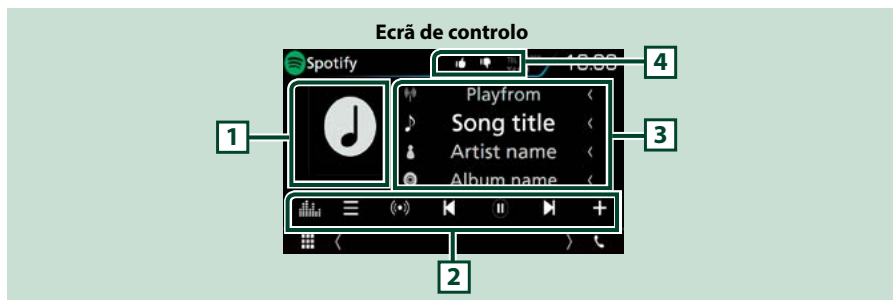 Ecrã de controlo
Spotify
4
Playfrom
Song title
Artist name
Album name
1
3
2